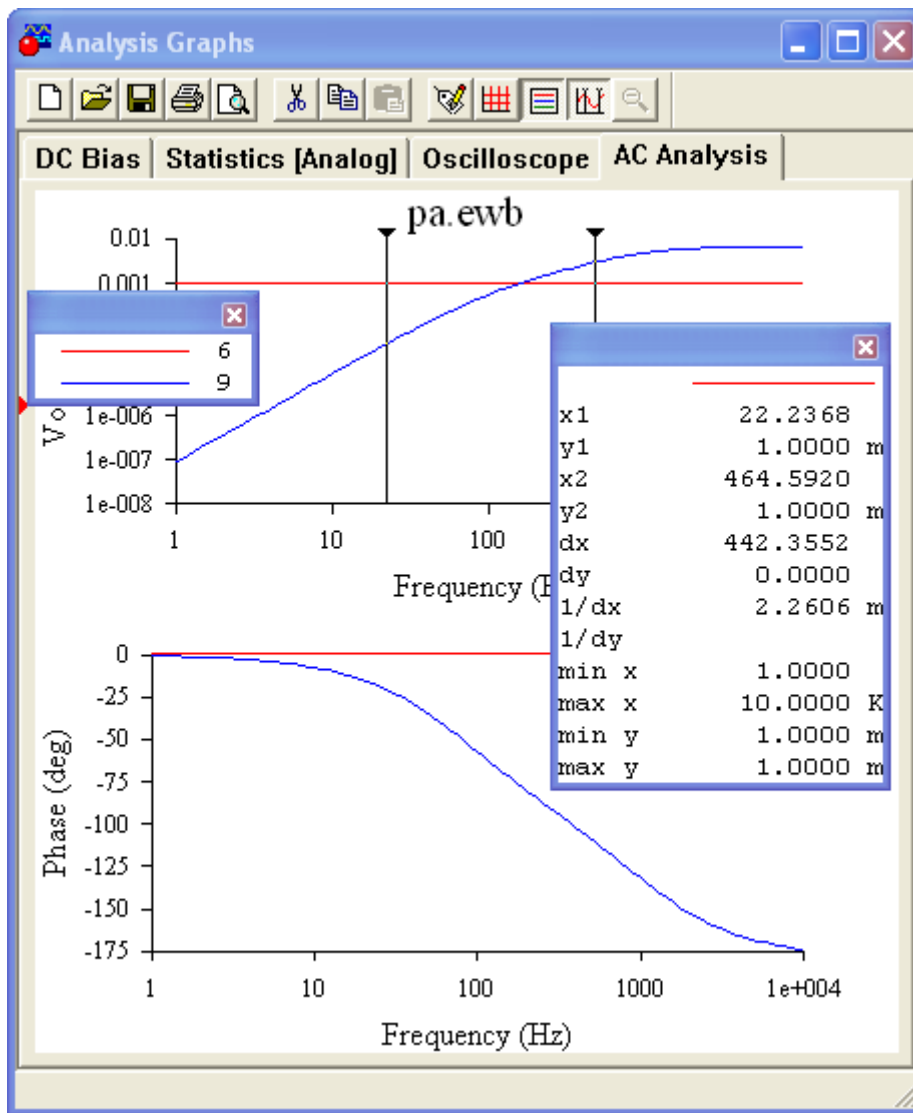 Analysis Graphs
DC Bias Statistics [Analog] Oscilloscope AC Analysis
pa.ewb
0.01
0.001
6
9
1e-006
1e-007
1e-008
1 10 100
Frequency
x1 22.2368
y1 1.0000 m
x2 464.5920
y2 1.0000 m
dx 442.3552
dy 0.0000
1/dx 2.2606 m
1/dy
min x 1.0000
max x 10.0000 K
min y 1.0000 m
max y 1.0000 m
Phase (deg)
0
-25
-50
-75
-100
-125
-150
-175
1 10 100 1000 1e+004
Frequency (Hz)